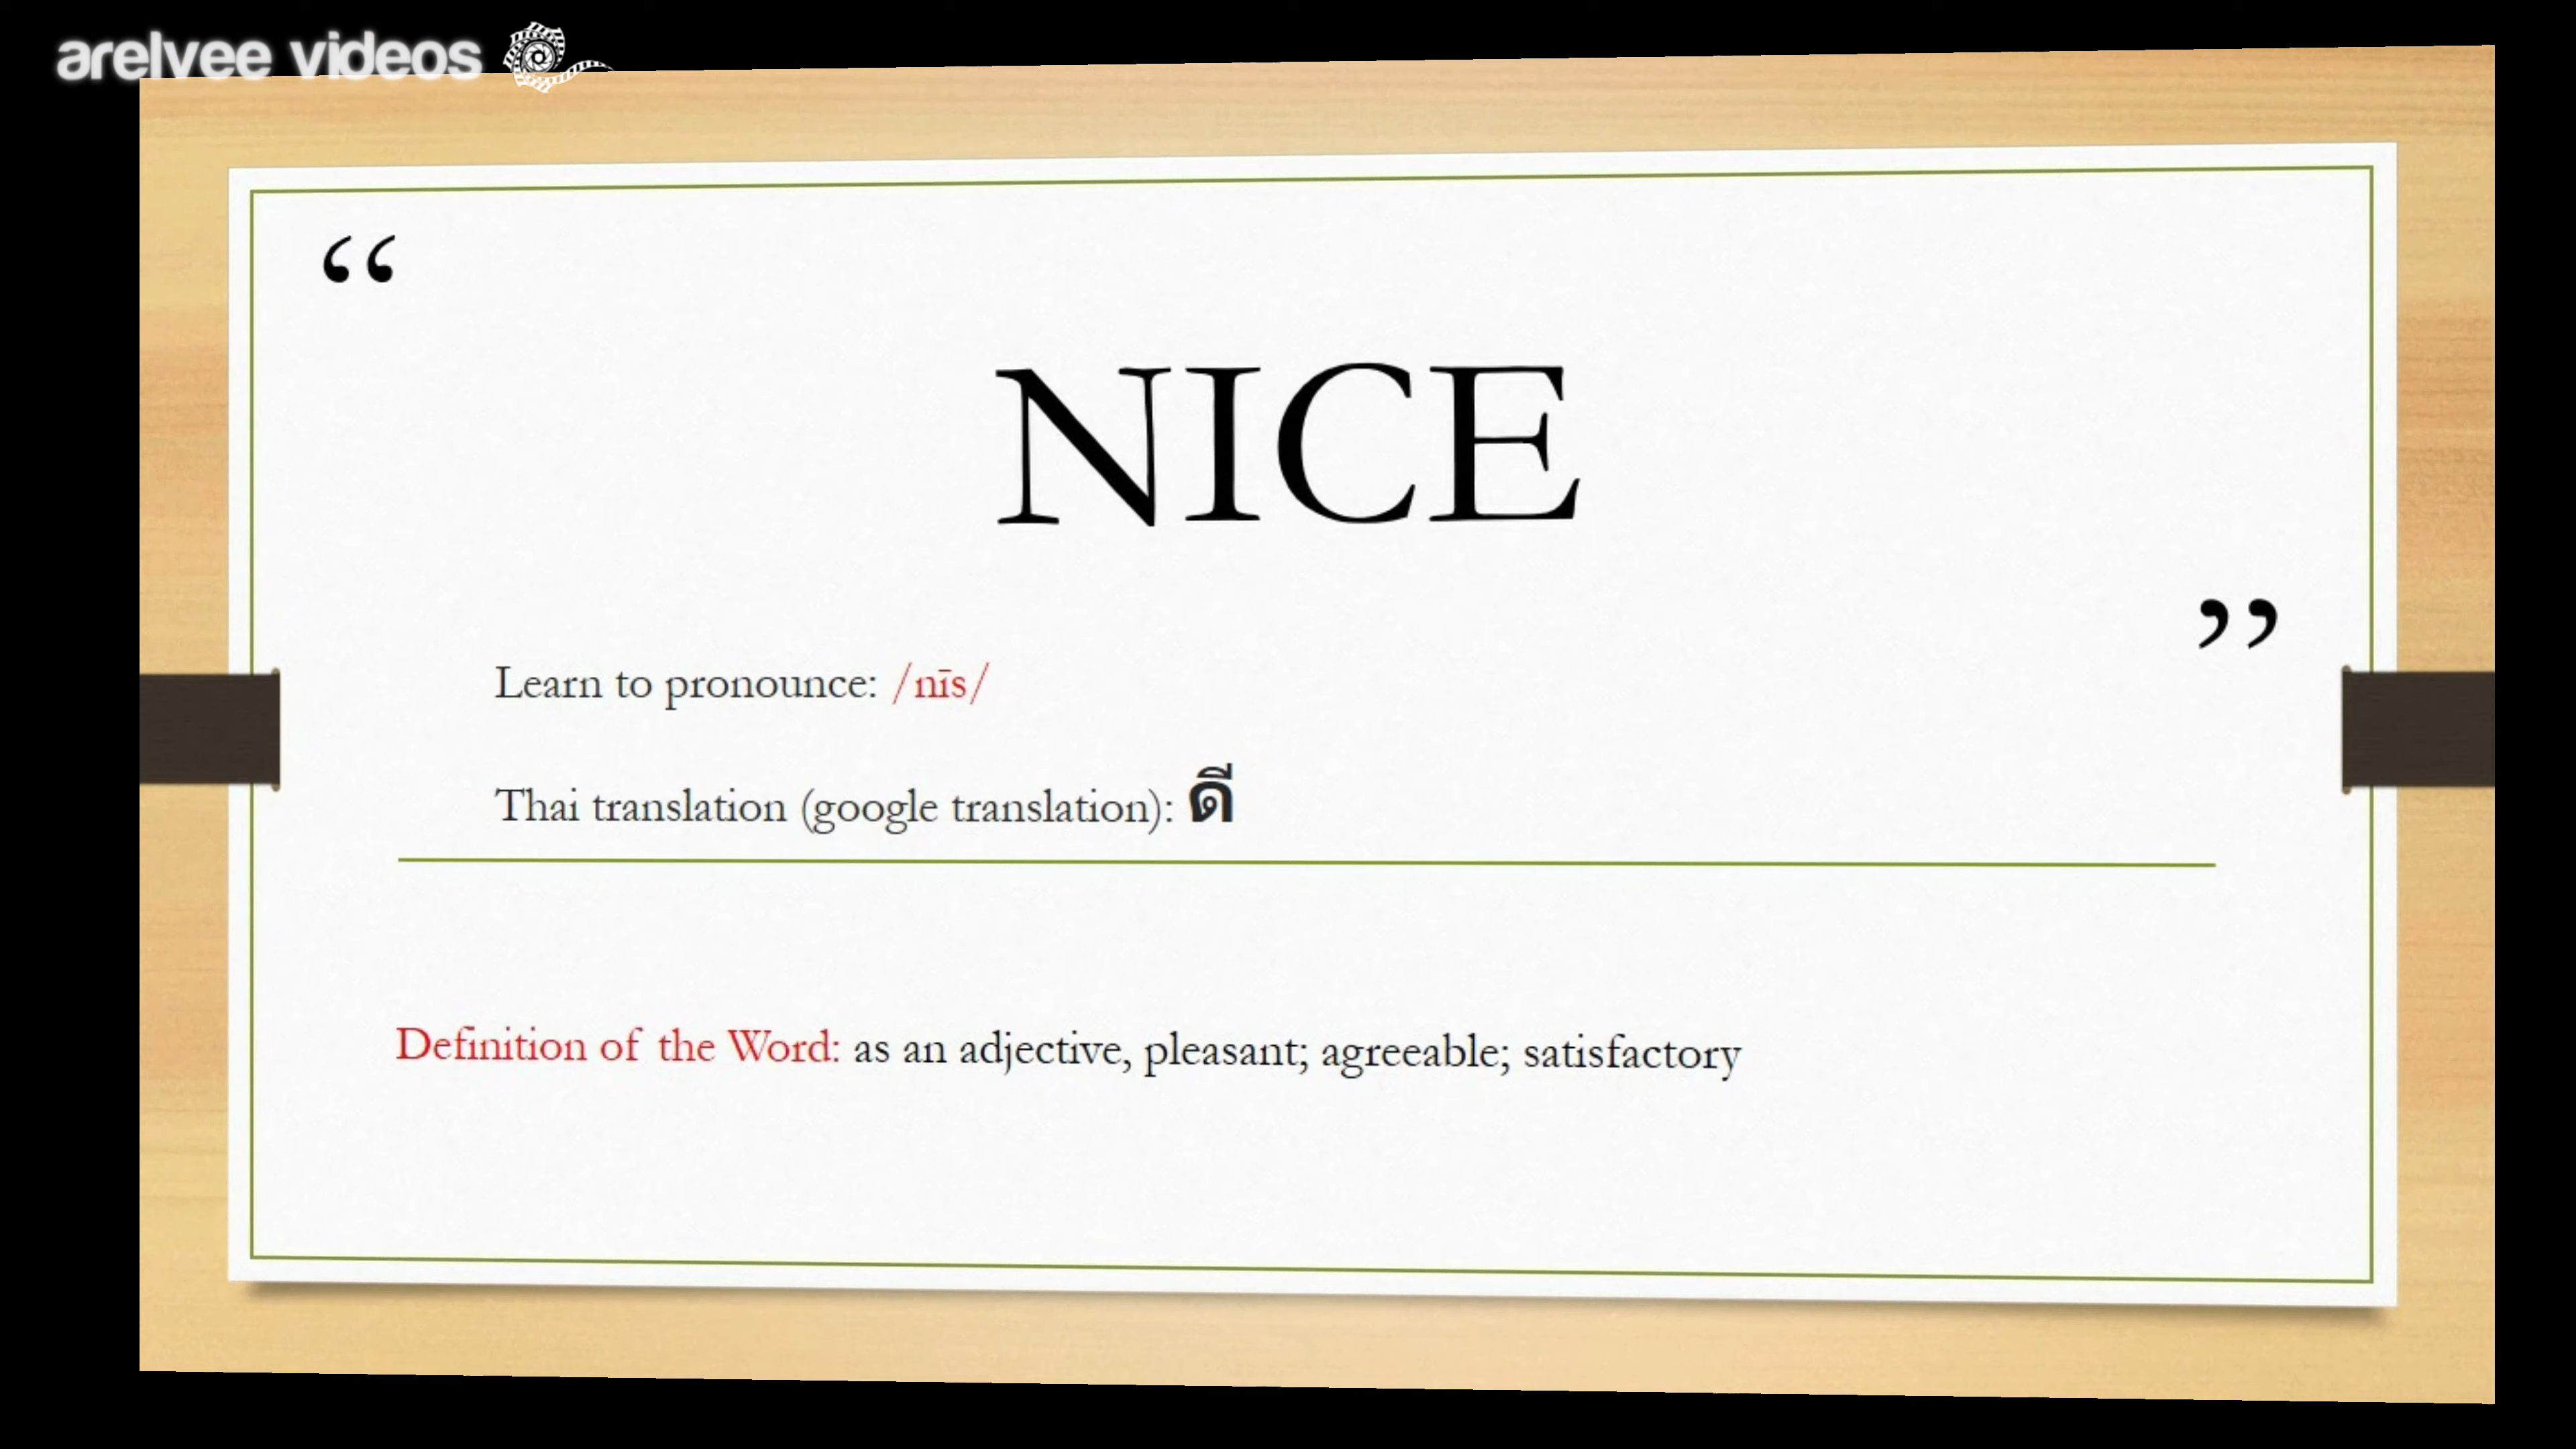 arelvee videos
“
NICE
”
Learn to pronounce: /nīs/
Thai translation (google translation): ดี
Definition of the Word: as an adjective, pleasant; agreeable; satisfactory